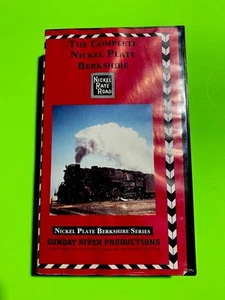 The Complete
Nickel Plate
Berkshire
Nickel
Plate
Road
Nickel Plate Berkshire Series
Sunday River Productions